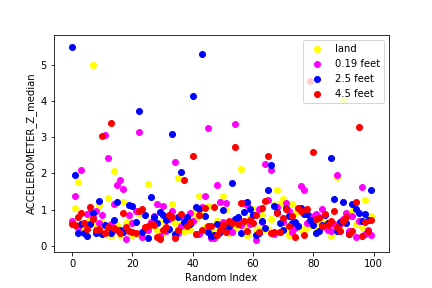 land
0.19 feet
2.5 feet
4.5 feet
ACCELEROMETER_Z_median
5
4
3
2
1
0
0 20 40 60 80 100
Random Index